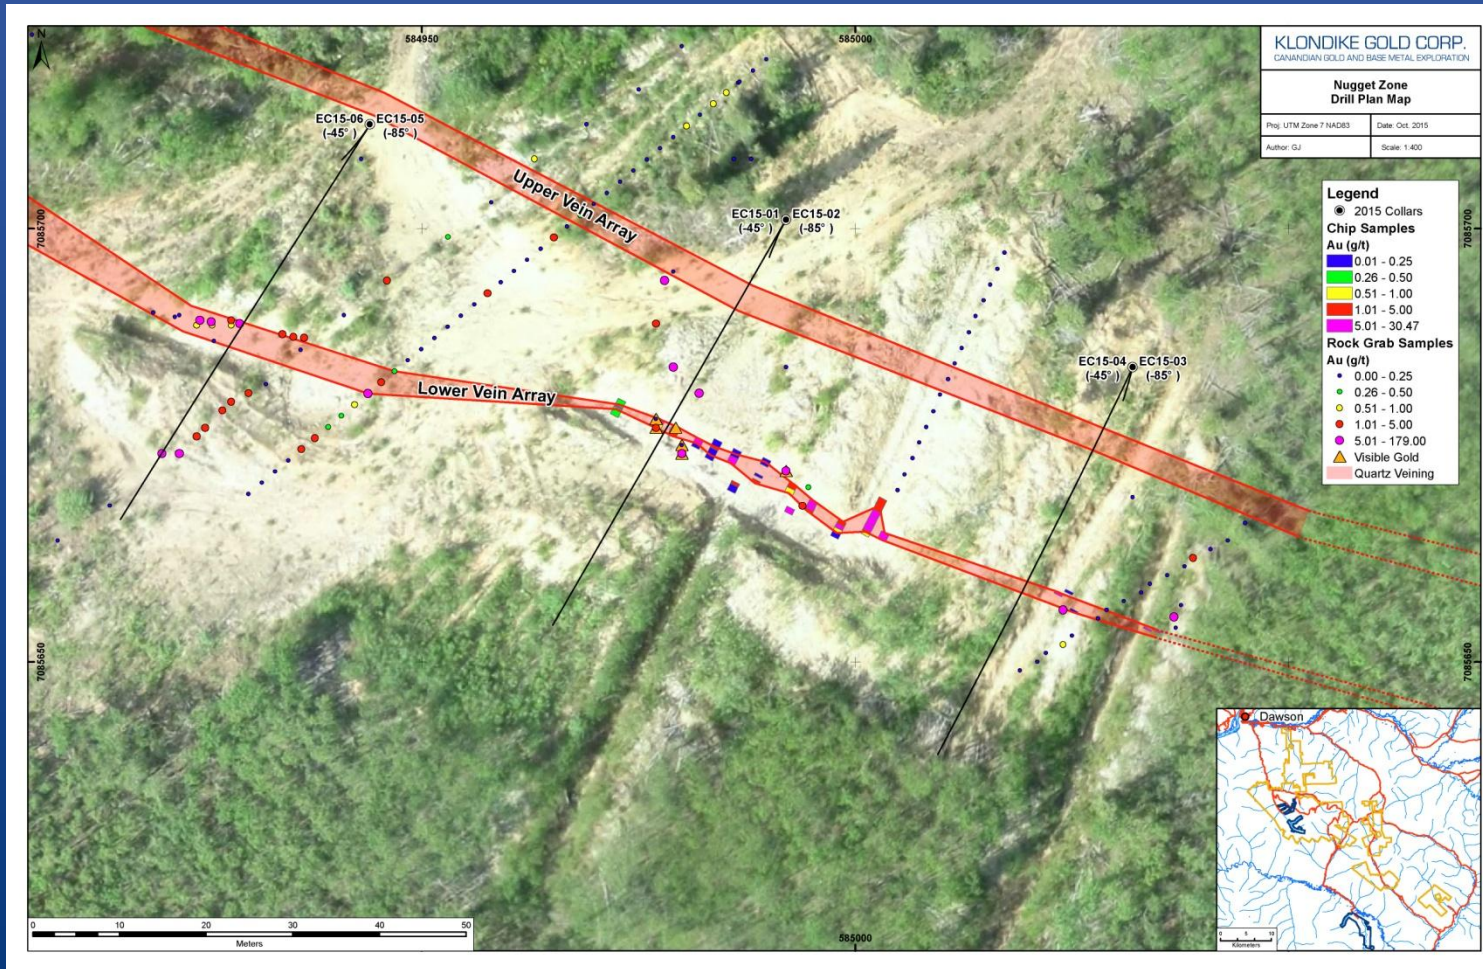 KLONDIKE GOLD CORP.
CANANDIAN GOLD AND BASE METAL EXPLORATION
Nugget Zone
Drill Plan Map
Proj: UTM Zone 7 NAD83
Date: Oct. 2015
Author: GJ
Scale: 1:400
N
584950
585000
EC15-06
(-45° )
EC15-05
(-85° )
Upper Vein Array
EC15-01
(-45° )
EC15-02
(-85° )
7085700
7085700
EC15-04
(-45° )
EC15-03
(-85° )
Lower Vein Array
Legend
2015 Collars
Chip Samples
Au (g/t)
0.01 - 0.25
0.26 - 0.50
0.51 - 1.00
1.01 - 5.00
5.01 - 30.47
Rock Grab Samples
Au (g/t)
0.00 - 0.25
0.26 - 0.50
0.51 - 1.00
1.01 - 5.00
5.01 - 179.00
Visible Gold
Quartz Veining
7085650
7085650
Dawson
0 5 10
Kilometers
0 10 20 30 40 50
Meters
585000